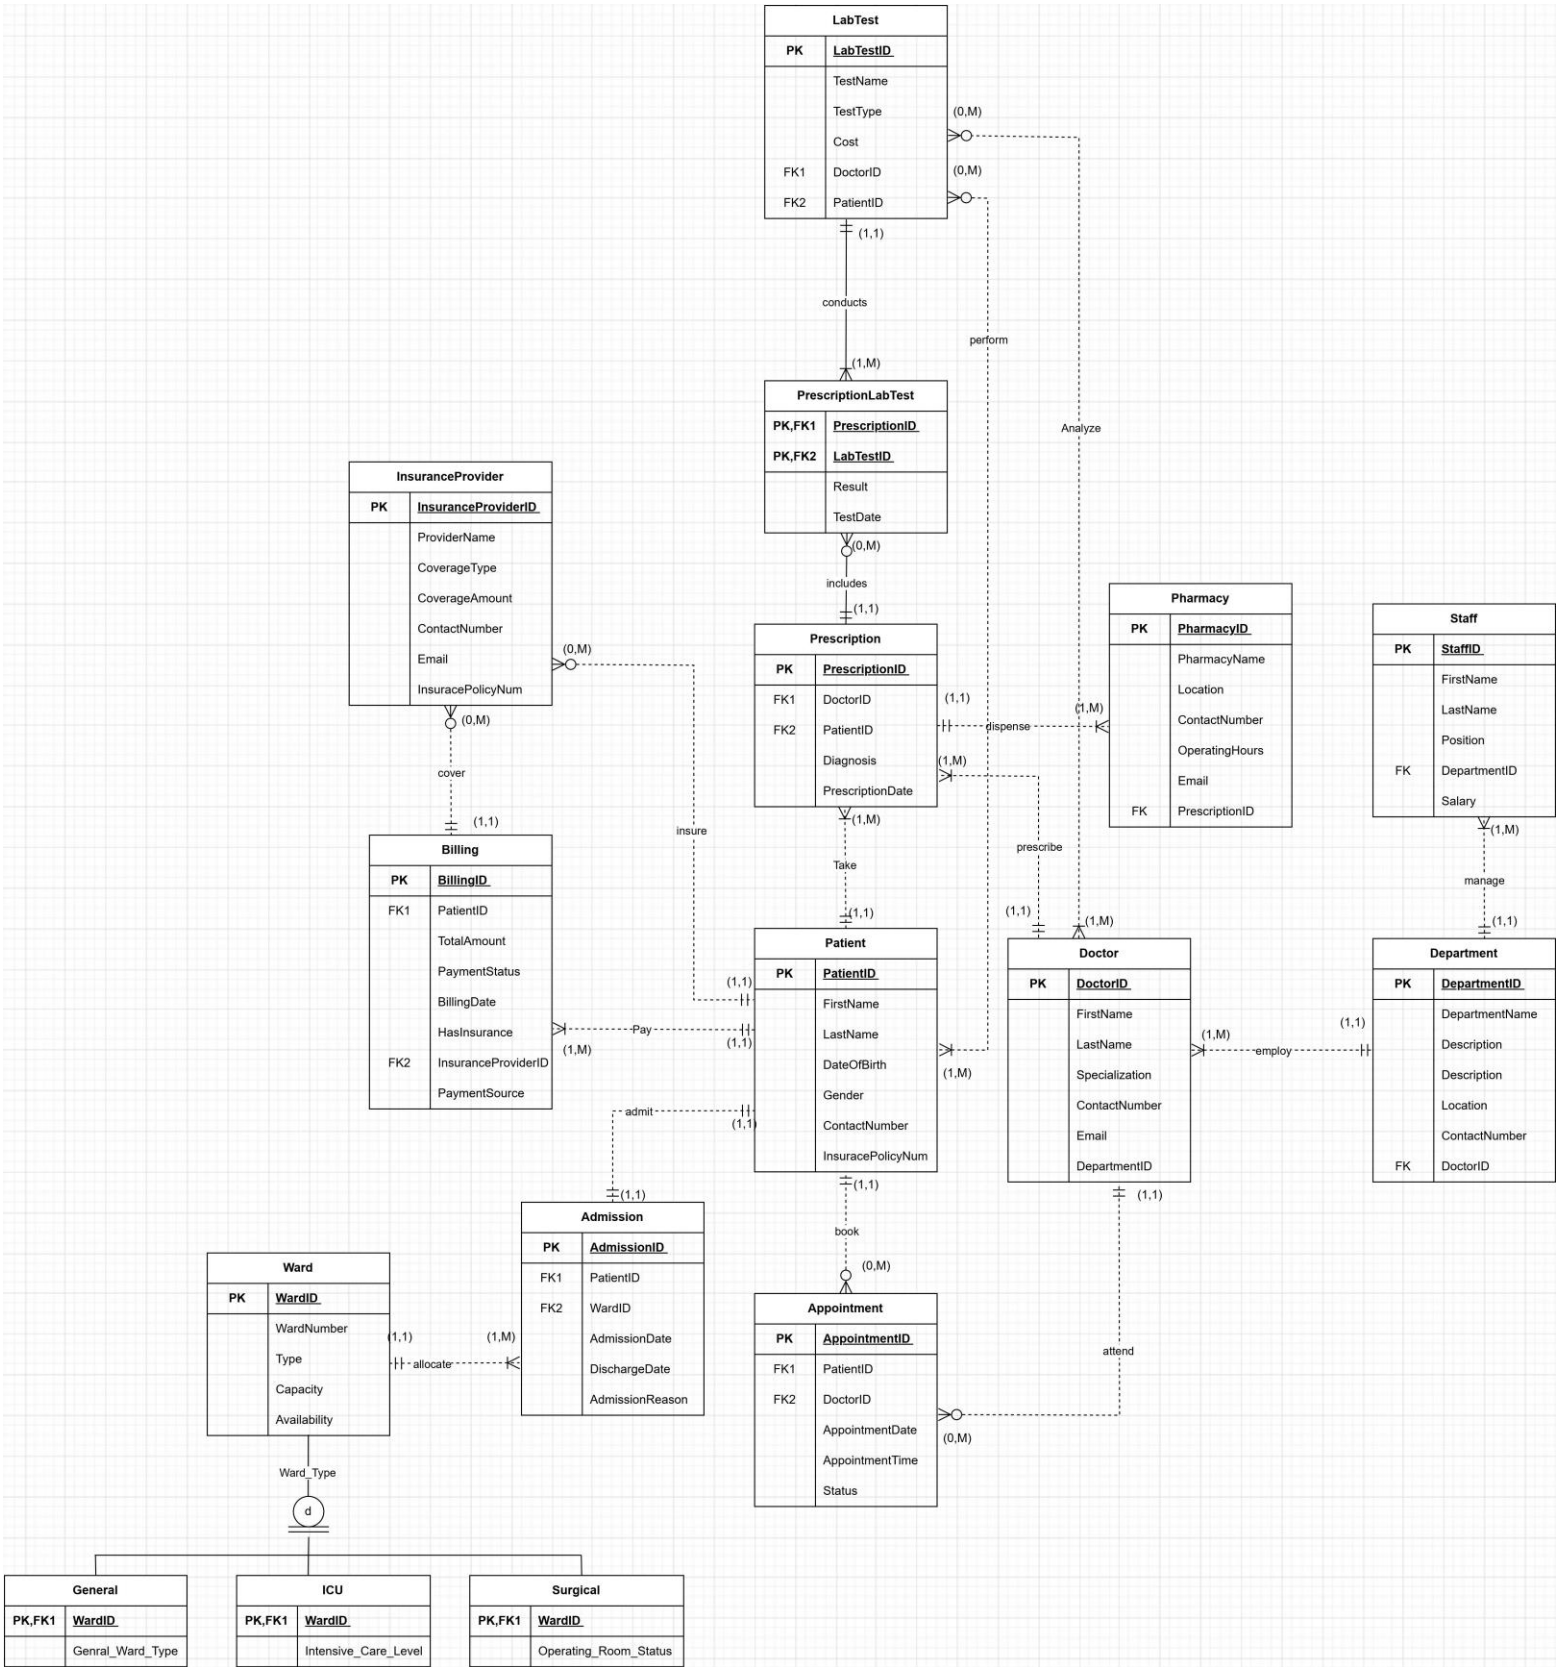 LabTest
PK LabTestID
TestName
TestType
Cost
FK1 DoctorID
FK2 PatientID
(0,M)
(0,M)
(1,1)
conducts
perform
Analyze
(1,M)
PrescriptionLabTest
PK,FK1 PrescriptionID
PK,FK2 LabTestID
Result
TestDate
(0,M)
includes
(1,1)
InsuranceProvider
PK InsuranceProviderID
ProviderName
CoverageType
CoverageAmount
ContactNumber
Email
InsuracePolicyNum
(0,M)
(0,M)
cover
(1,1)
insure
Prescription
PK PrescriptionID
FK1 DoctorID
FK2 PatientID
Diagnosis
PrescriptionDate
(1,1)
dispense
(1,M)
(1,M)
(1,M)
Take
(1,1)
prescribe
(1,1)
(1,M)
Pharmacy
PK PharmacyID
PharmacyName
Location
ContactNumber
OperatingHours
Email
FK PrescriptionID
Staff
PK StaffID
FirstName
LastName
Position
FK DepartmentID
Salary
(1,M)
manage
(1,1)
Billing
PK BillingID
FK1 PatientID
TotalAmount
PaymentStatus
BillingDate
HasInsurance
FK2 InsuranceProviderID
PaymentSource
(1,1)
Pay
(1,M)
(1,1)
admit
(1,1)
(1,1)
Patient
PK PatientID
FirstName
LastName
DateOfBirth
Gender
ContactNumber
InsuracePolicyNum
(1,M)
(1,1)
book
(0,M)
Doctor
PK DoctorID
FirstName
LastName
Specialization
ContactNumber
Email
DepartmentID
(1,M)
employ
(1,1)
(1,1)
attend
(0,M)
Department
PK DepartmentID
DepartmentName
Description
Description
Location
ContactNumber
FK DoctorID
Admission
PK AdmissionID
FK1 PatientID
FK2 WardID
AdmissionDate
DischargeDate
AdmissionReason
Ward
PK WardID
WardNumber
Type
Capacity
Availability
(1,1)
allocate
(1,M)
Appointment
PK AppointmentID
FK1 PatientID
FK2 DoctorID
AppointmentDate
AppointmentTime
Status
Ward_Type
d
General
PK,FK1 WardID
Genral_Ward_Type
ICU
PK,FK1 WardID
Intensive_Care_Level
Surgical
PK,FK1 WardID
Operating_Room_Status